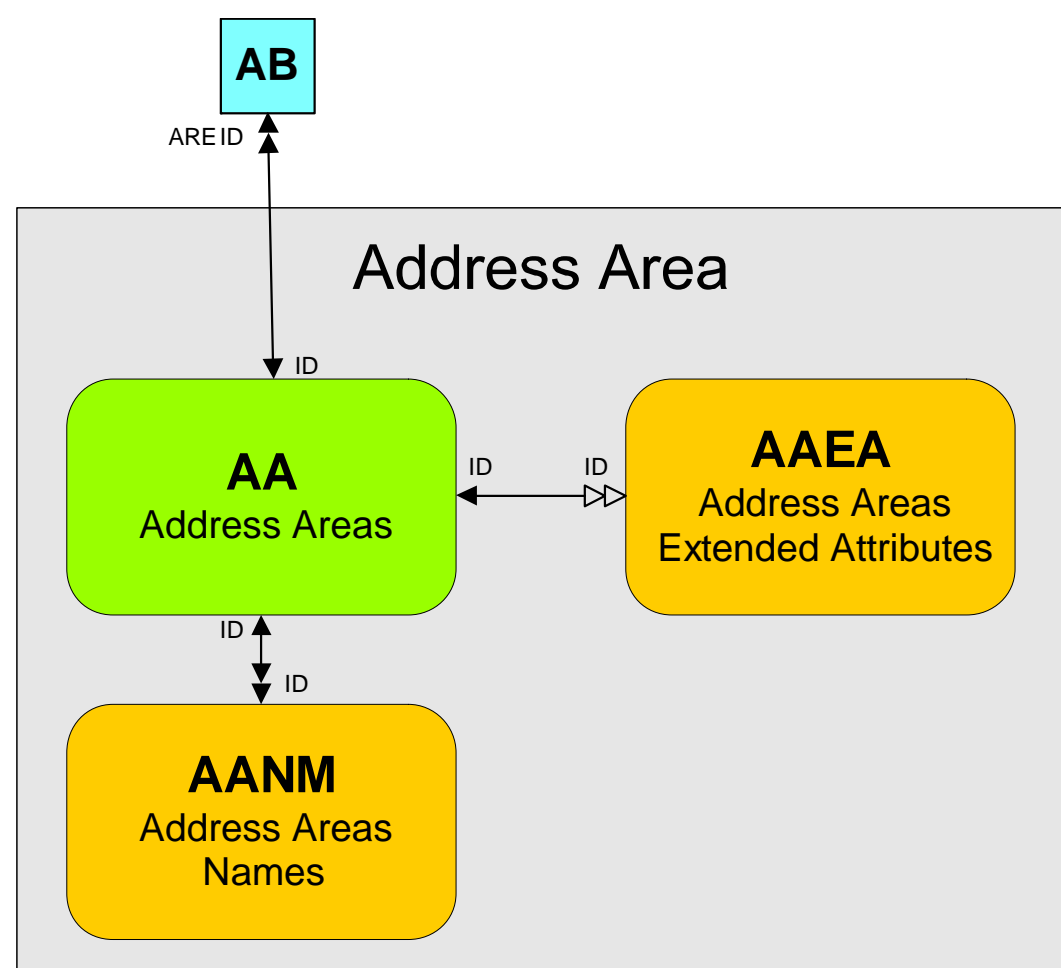 AB
ARE ID
Address Area
ID
AA
Address Areas
ID
ID
AAEA
Address Areas
Extended Attributes
ID
ID
AANM
Address Areas
Names